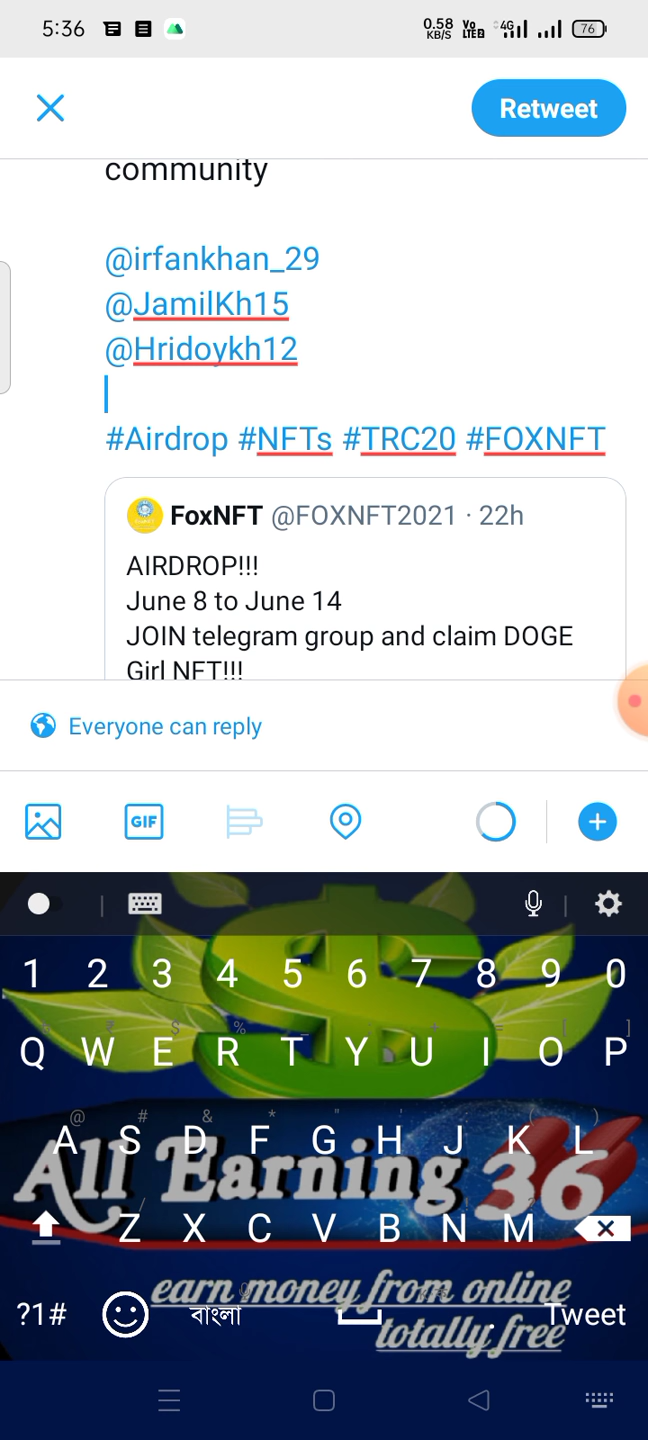 5:36 0.58 KB/S Vo LTE2 4G 76
Retweet
community
@irfankhan_29
@JamilKh15
@Hridoykh12
#Airdrop #NFTs #TRC20 #FOXNFT
FoxNFT @FOXNFT2021 · 22h
AIRDROP!!!
June 8 to June 14
JOIN telegram group and claim DOGE
Girl NFT!!!
Everyone can reply
GIF
1 2 3 4 5 6 7 8 9 0
Q W E R T Y U I O P
@ # & * " ' ( )
A S D F G H J K L
All Earning 36
Z X C V B N M
earn money from online
?1# বাংলা . Tweet
totally free